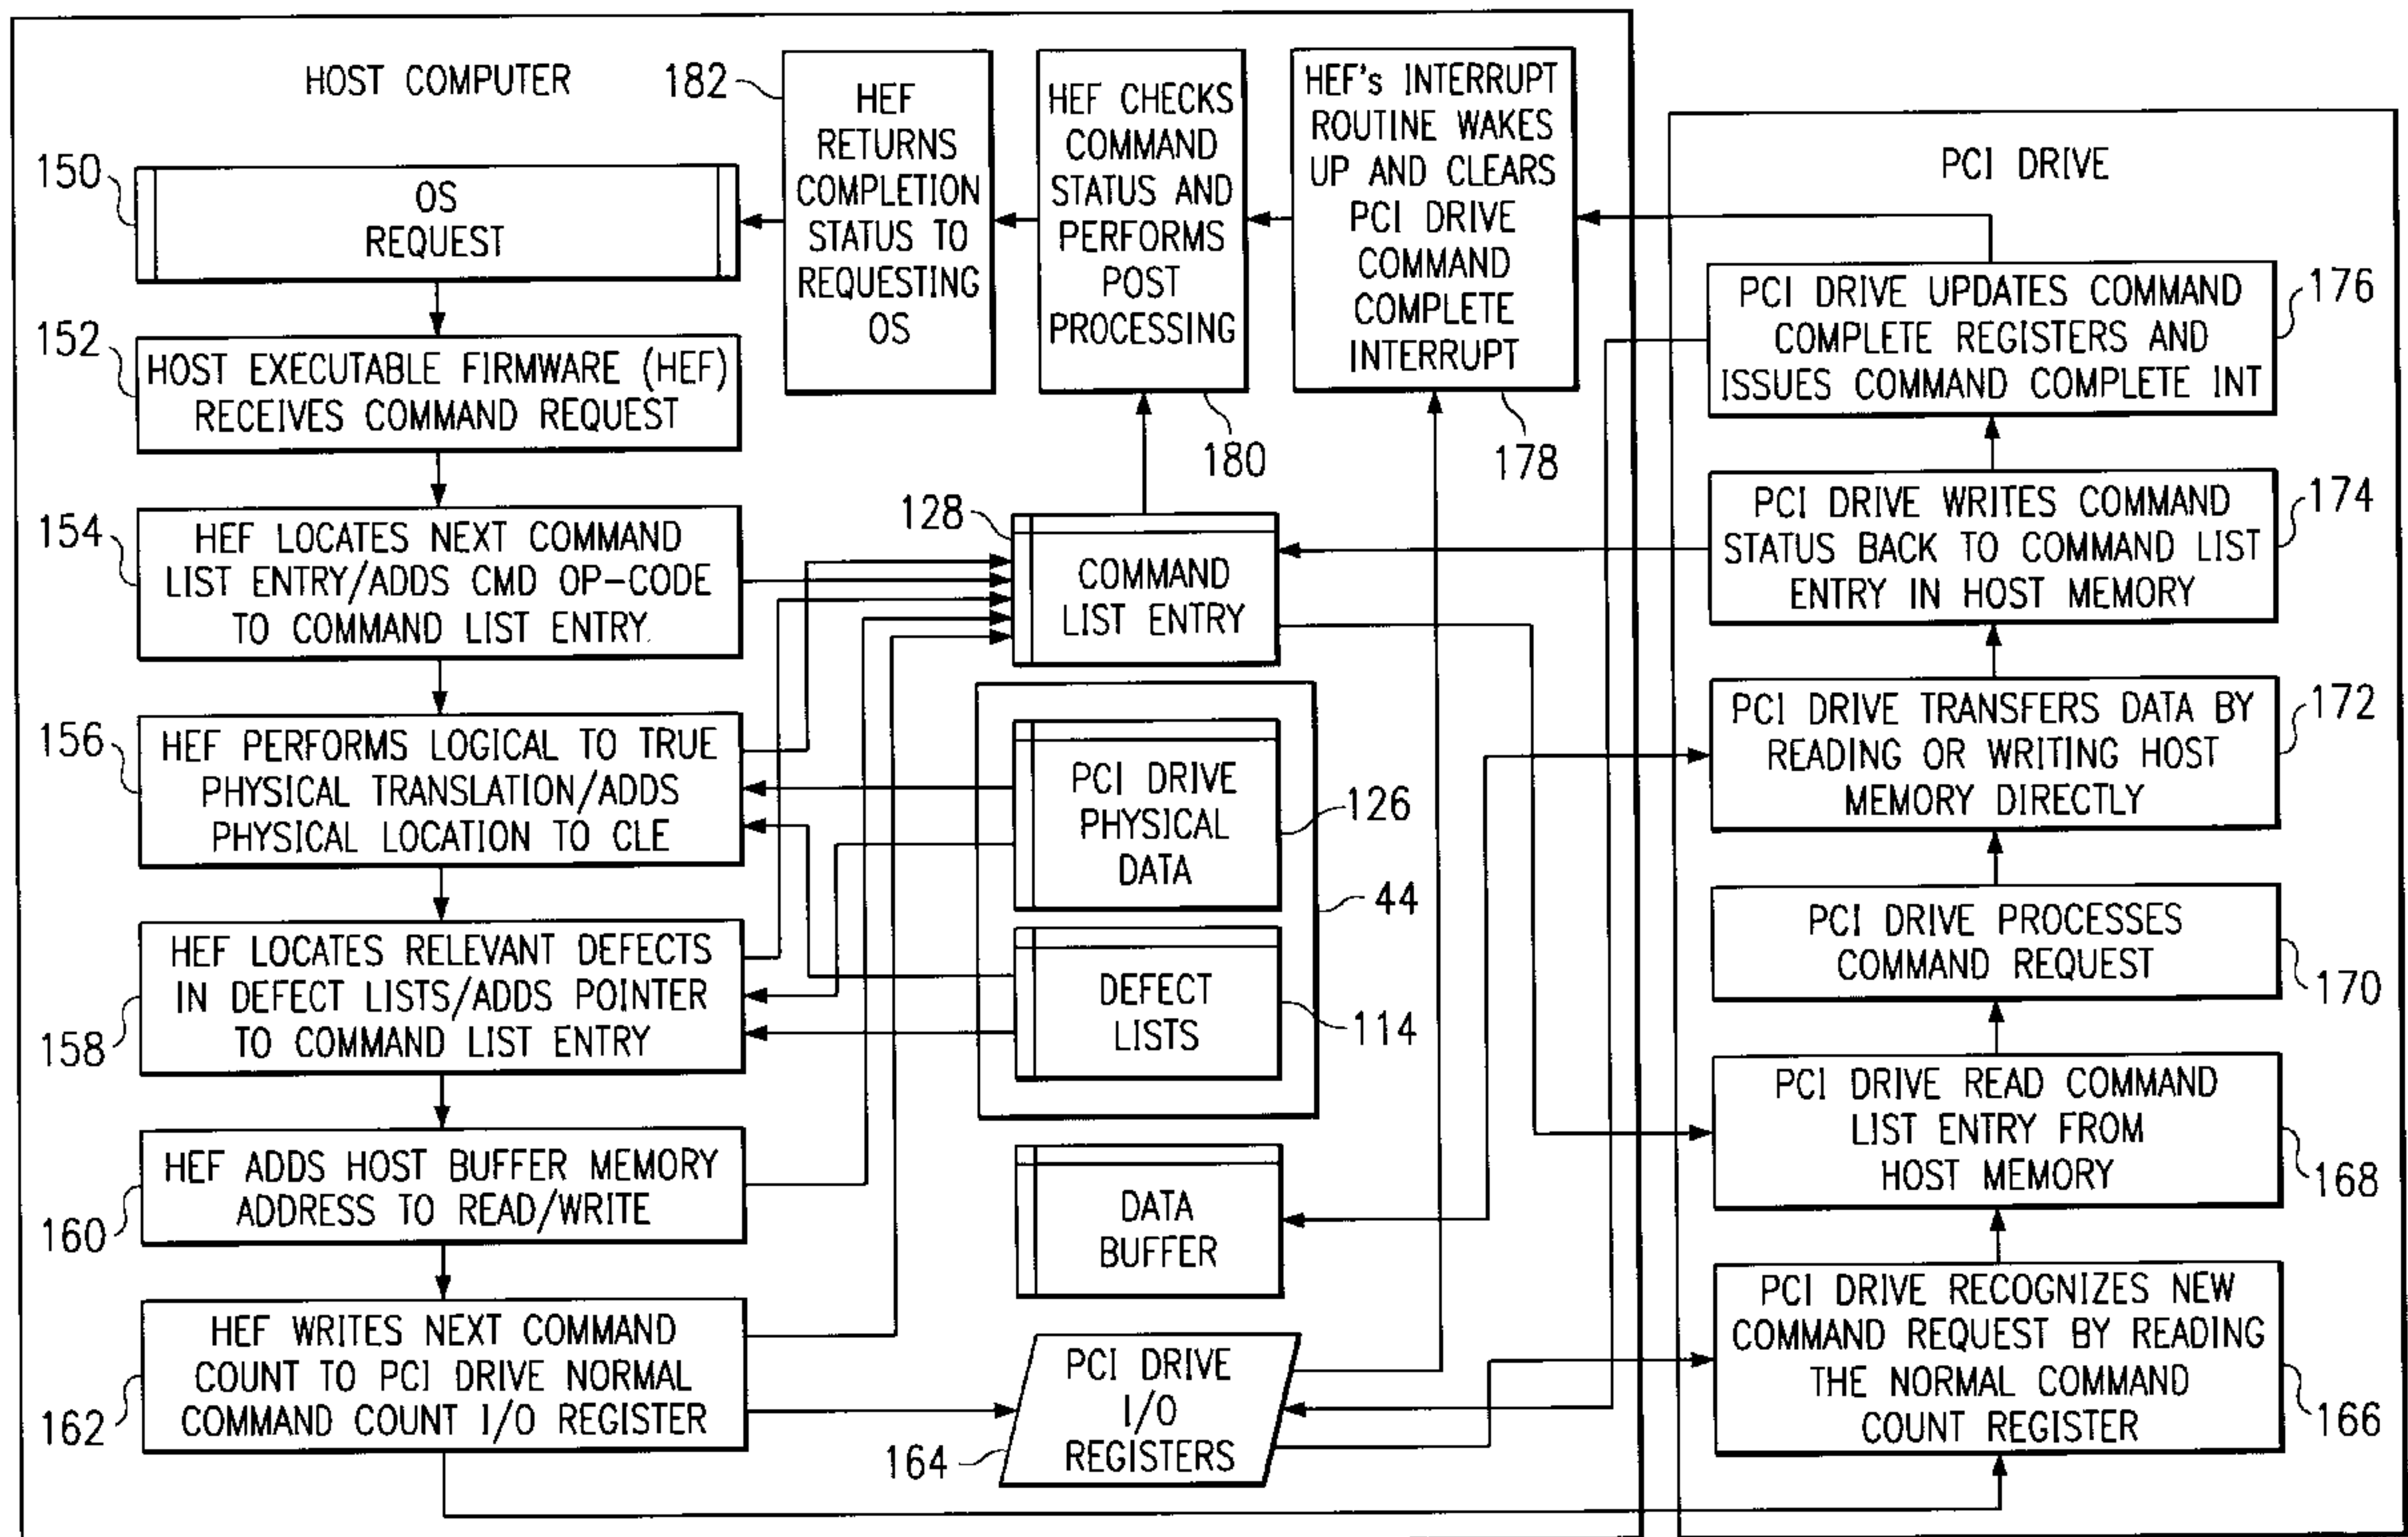 HOST COMPUTER
150
OS
REQUEST
152
HOST EXECUTABLE FIRMWARE (HEF)
RECEIVES COMMAND REQUEST
154
HEF LOCATES NEXT COMMAND
LIST ENTRY/ADDS CMD OP-CODE
TO COMMAND LIST ENTRY.
156
HEF PERFORMS LOGICAL TO TRUE
PHYSICAL TRANSLATION/ADDS
PHYSICAL LOCATION TO CLE
158
HEF LOCATES RELEVANT DEFECTS
IN DEFECT LISTS/ADDS POINTER
TO COMMAND LIST ENTRY
160
HEF ADDS HOST BUFFER MEMORY
ADDRESS TO READ/WRITE
162
HEF WRITES NEXT COMMAND
COUNT TO PCI DRIVE NORMAL
COMMAND COUNT I/O REGISTER
182
HEF
RETURNS
COMPLETION
STATUS TO
REQUESTING
OS
HEF CHECKS
COMMAND
STATUS AND
PERFORMS
POST
PROCESSING
180
HEF's INTERRUPT
ROUTINE WAKES
UP AND CLEARS
PCI DRIVE
COMMAND
COMPLETE
INTERRUPT
178
128
COMMAND
LIST ENTRY
PCI DRIVE
PHYSICAL
DATA
126
44
DEFECT
LISTS
114
DATA
BUFFER
PCI DRIVE
I/O
REGISTERS
164
PCI DRIVE
PCI DRIVE UPDATES COMMAND
COMPLETE REGISTERS AND
ISSUES COMMAND COMPLETE INT
176
PCI DRIVE WRITES COMMAND
STATUS BACK TO COMMAND LIST
ENTRY IN HOST MEMORY
174
PCI DRIVE TRANSFERS DATA BY
READING OR WRITING HOST
MEMORY DIRECTLY
172
PCI DRIVE PROCESSES
COMMAND REQUEST
170
PCI DRIVE READ COMMAND
LIST ENTRY FROM
HOST MEMORY
168
PCI DRIVE RECOGNIZES NEW
COMMAND REQUEST BY READING
THE NORMAL COMMAND
COUNT REGISTER
166